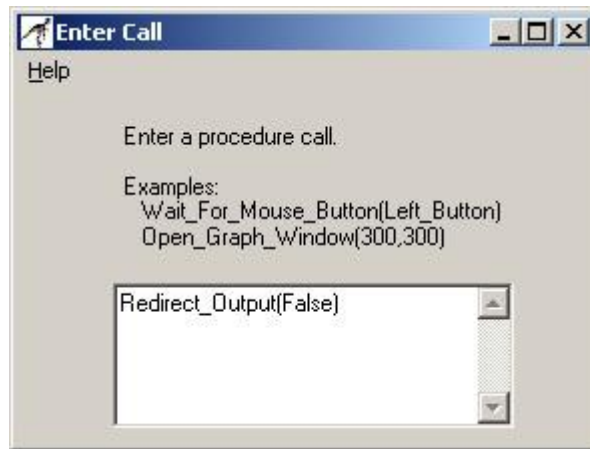 Enter Call
Help
Enter a procedure call.
Examples:
Wait_For_Mouse_Button(Left_Button)
Open_Graph_Window(300,300)
Redirect_Output(False)